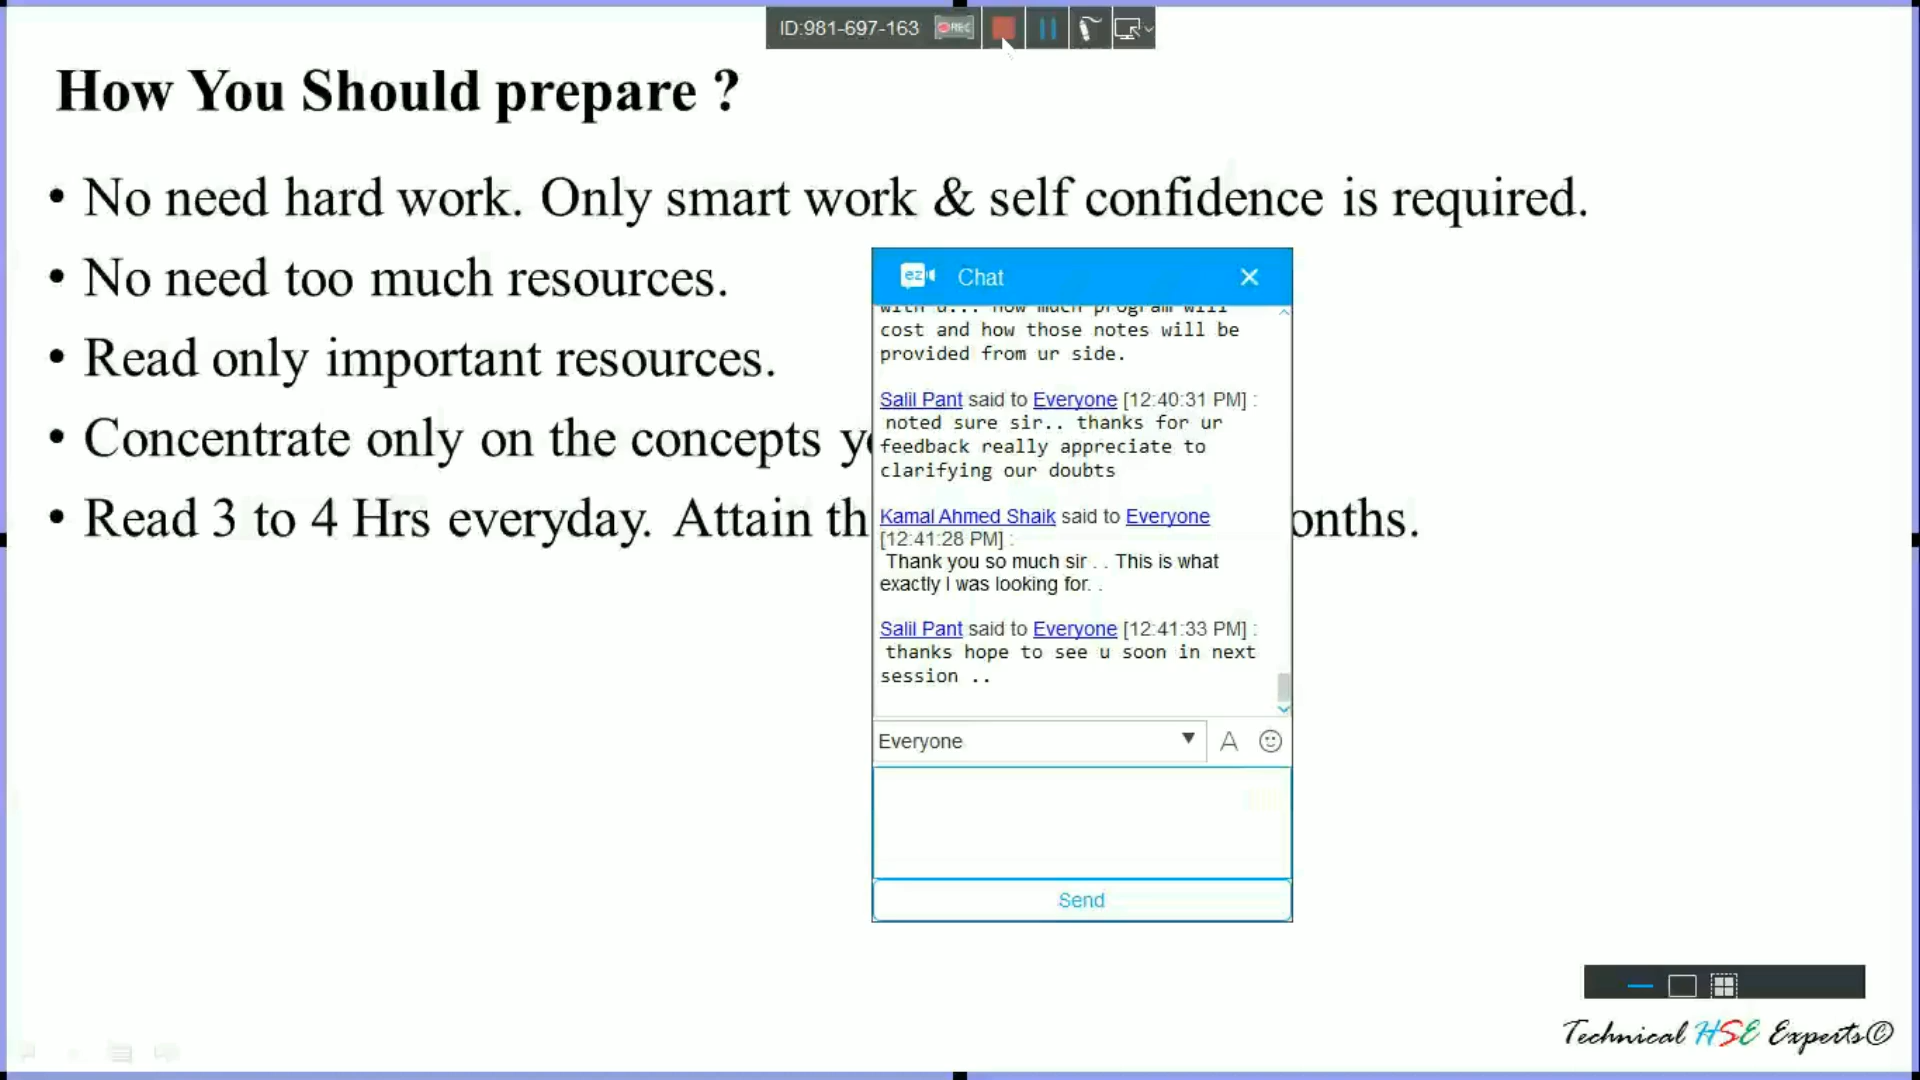 ID:981-697-163 REC
How You Should prepare ?
• No need hard work. Only smart work & self confidence is required.
• No need too much resources.
• Read only important resources.
• Concentrate only on the concepts
• Read 3 to 4 Hrs everyday. Attain
ez Chat
cost and how those notes will be
provided from ur side.
Salil Pant said to Everyone [12:40:31 PM] :
noted sure sir.. thanks for ur
feedback really appreciate to
clarifying our doubts
Kamal Ahmed Shaik said to Everyone
[12:41:28 PM] :
Thank you so much sir . . This is what
exactly I was looking for. .
Salil Pant said to Everyone [12:41:33 PM] :
thanks hope to see u soon in next
session ..
Everyone
A
Send
Technical HSE Experts©